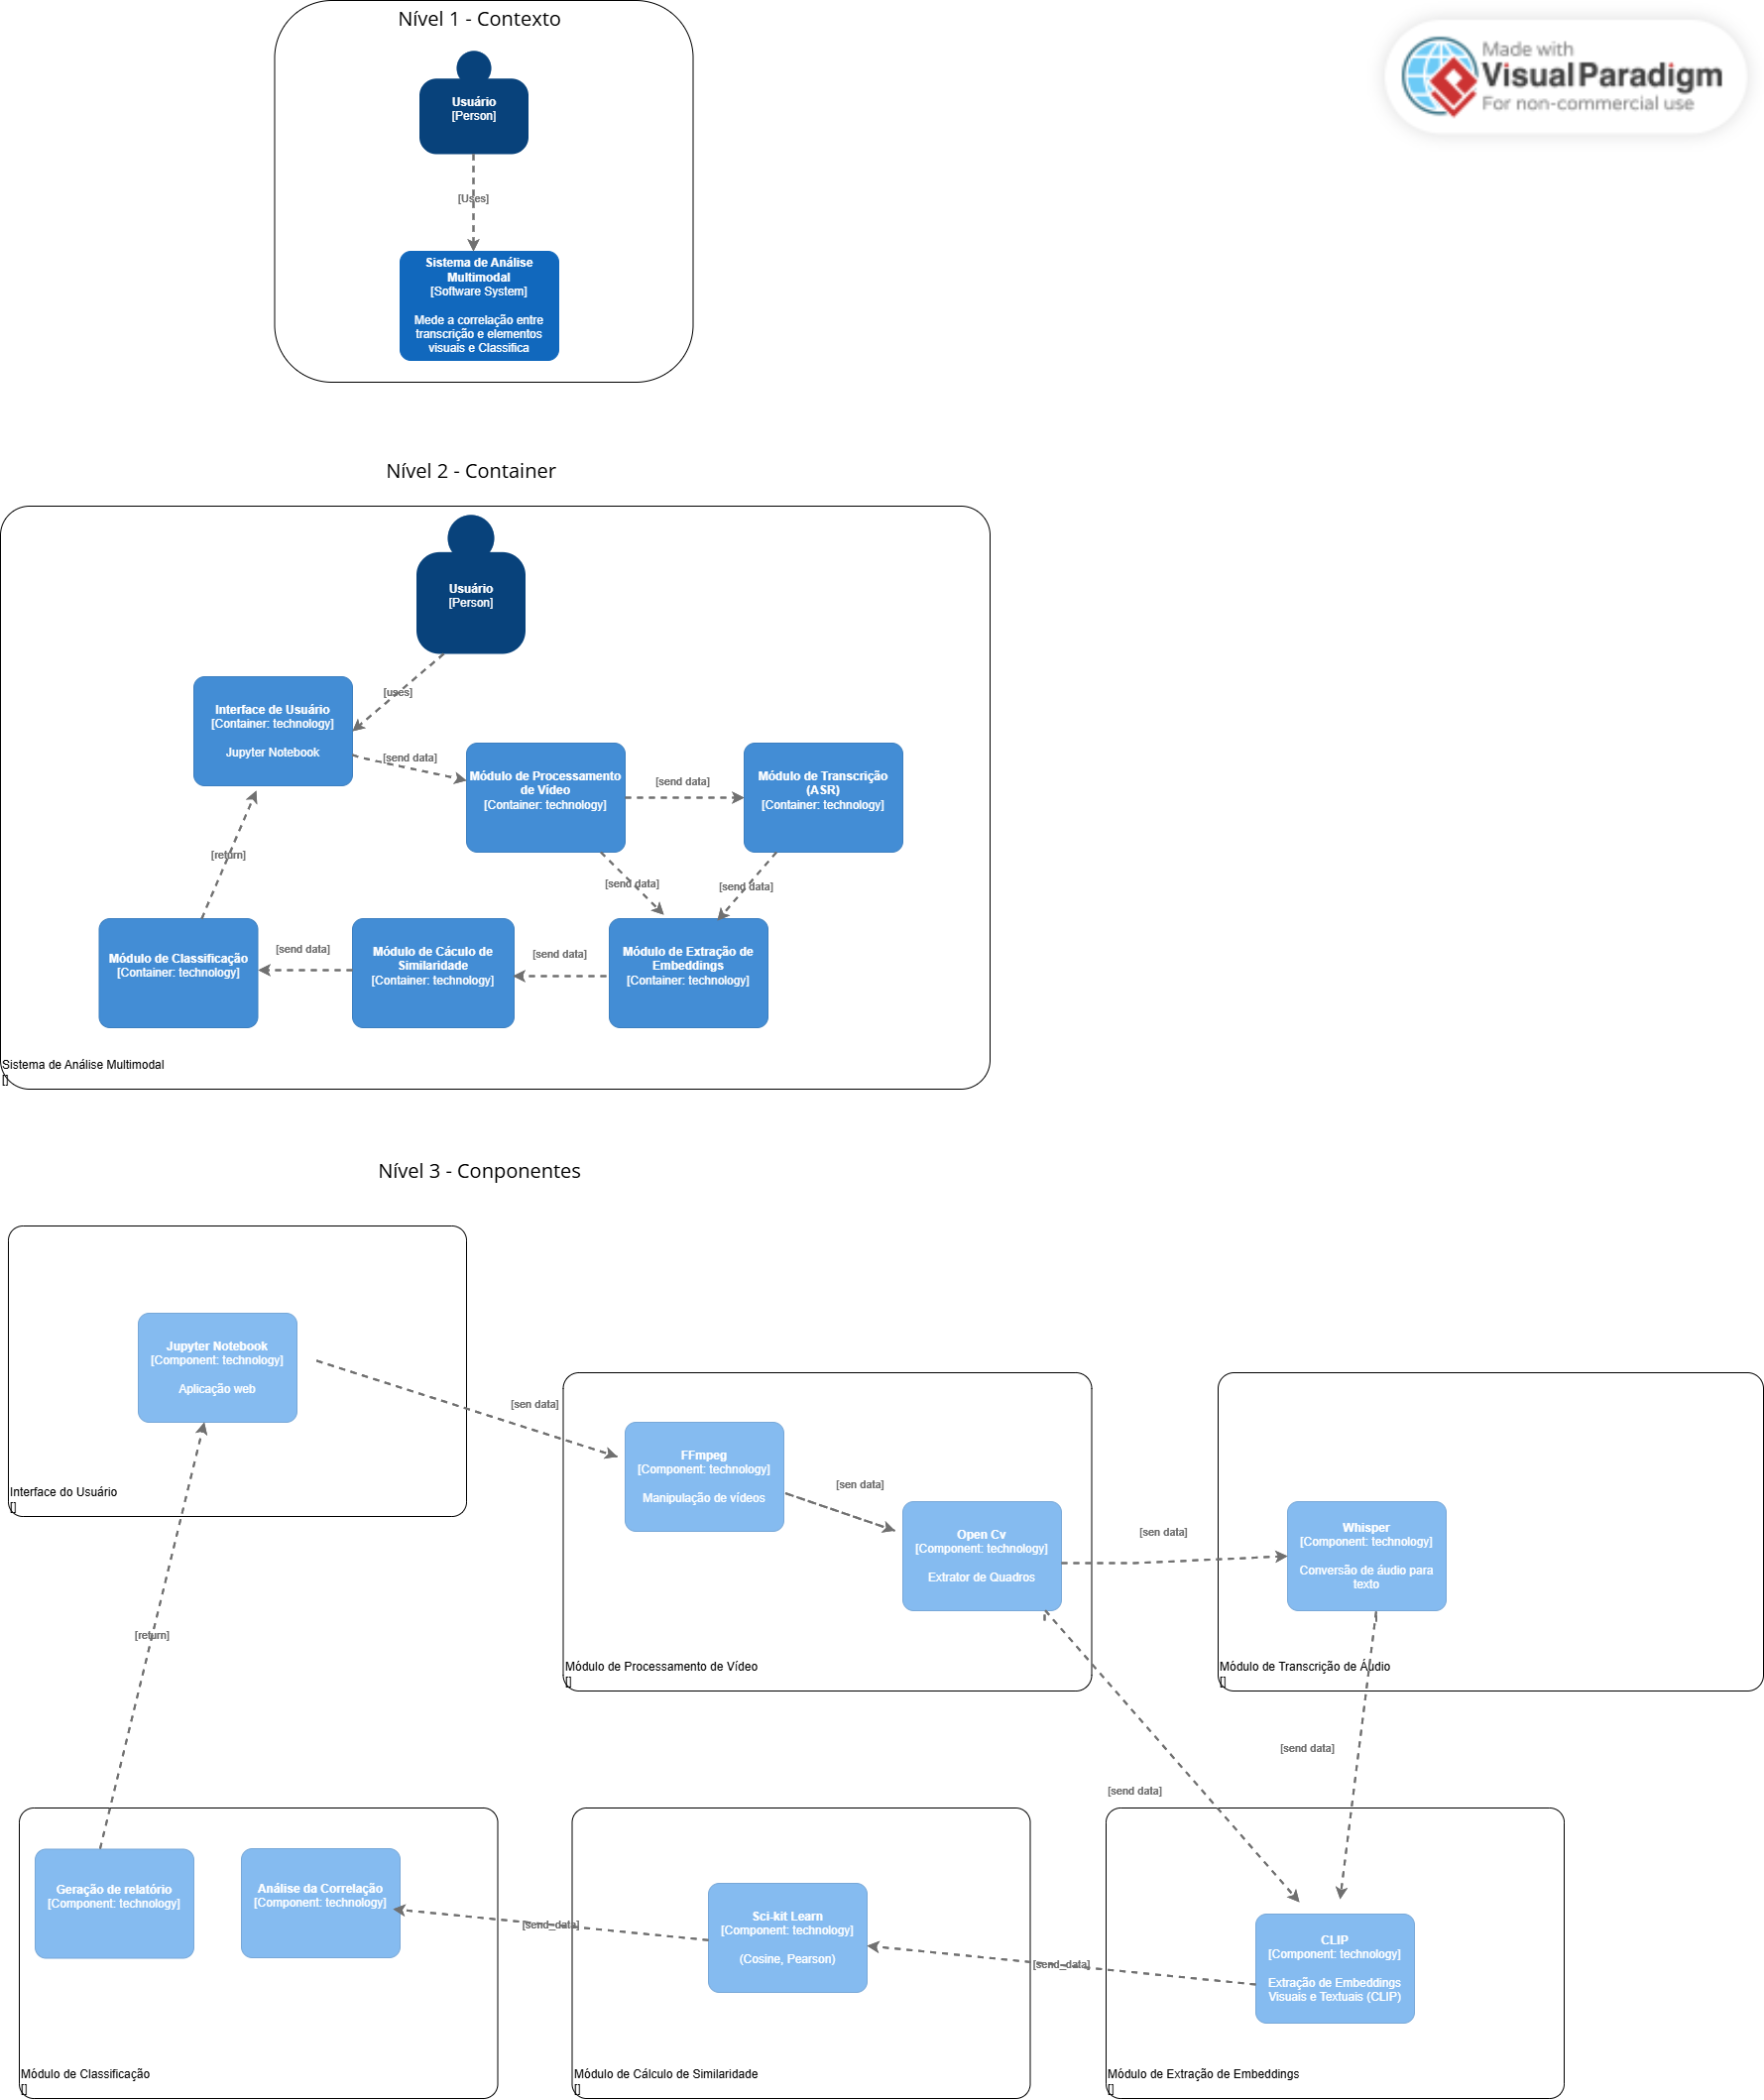 Nível 1 - Contexto
Made with
Visual Paradigm
For non-commercial use
Usuário
[Person]
[Uses]
Sistema de Análise
Multimodal
[Software System]
Mede a correlação entre
transcrição e elementos
visuais e Classifica
Nível 2 - Container
Usuário
[Person]
[uses]
Interface de Usuário
[Container: technology]
Jupyter Notebook
[send data]
Módulo de Processamento
de Vídeo
[Container: technology]
[send data]
Módulo de Transcrição
(ASR)
[Container: technology]
[return]
[send data]
[send data]
Módulo de Classificação
[Container: technology]
[send data]
Módulo de Cáculo de
Similaridade
[Container: technology]
[send data]
Módulo de Extração de
Embeddings
[Container: technology]
Sistema de Análise Multimodal
[]
Nível 3 - Conponentes
Jupyter Notebook
[Component: technology]
Aplicação web
Interface do Usuário
[]
[sen data]
FFmpeg
[Component: technology]
Manipulação de vídeos
[sen data]
Open Cv
[Component: technology]
Extrator de Quadros
Módulo de Processamento de Vídeo
[]
[sen data]
Whisper
[Component: technology]
Conversão de áudio para
texto
Módulo de Transcrição de Áudio
[]
[return]
[send data]
[send data]
Geração de relatório
[Component: technology]
Análise da Correlação
[Component: technology]
Módulo de Classificação
[]
[send_data]
Sci-kit Learn
[Component: technology]
(Cosine, Pearson)
Módulo de Cálculo de Similaridade
[]
[send_data]
CLIP
[Component: technology]
Extração de Embeddings
Visuais e Textuais (CLIP)
Módulo de Extração de Embeddings
[]